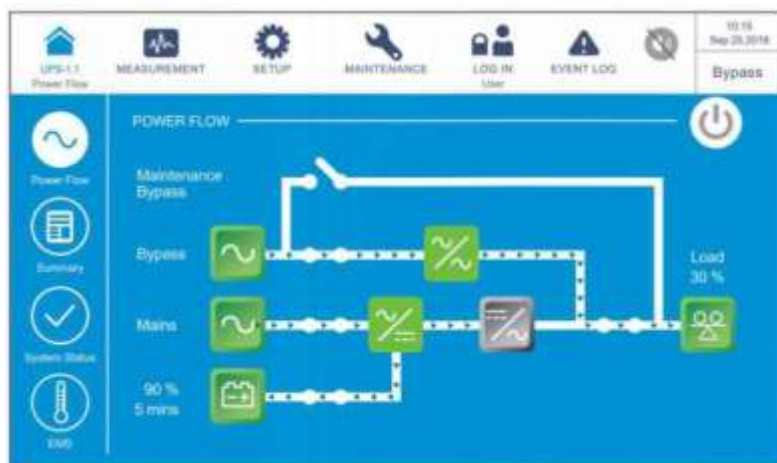 10:15
Sep 25,2018
UPS-1.1
MEASUREMENT
SETUP
MAINTENANCE
LOG IN
EVENT LOG
Bypass
Power Flow
User
POWER FLOW
Power Flow
Maintenance
Bypass
Summary
Bypass
Load
30 %
Mains
System Status
90 %
5 mins
EMS